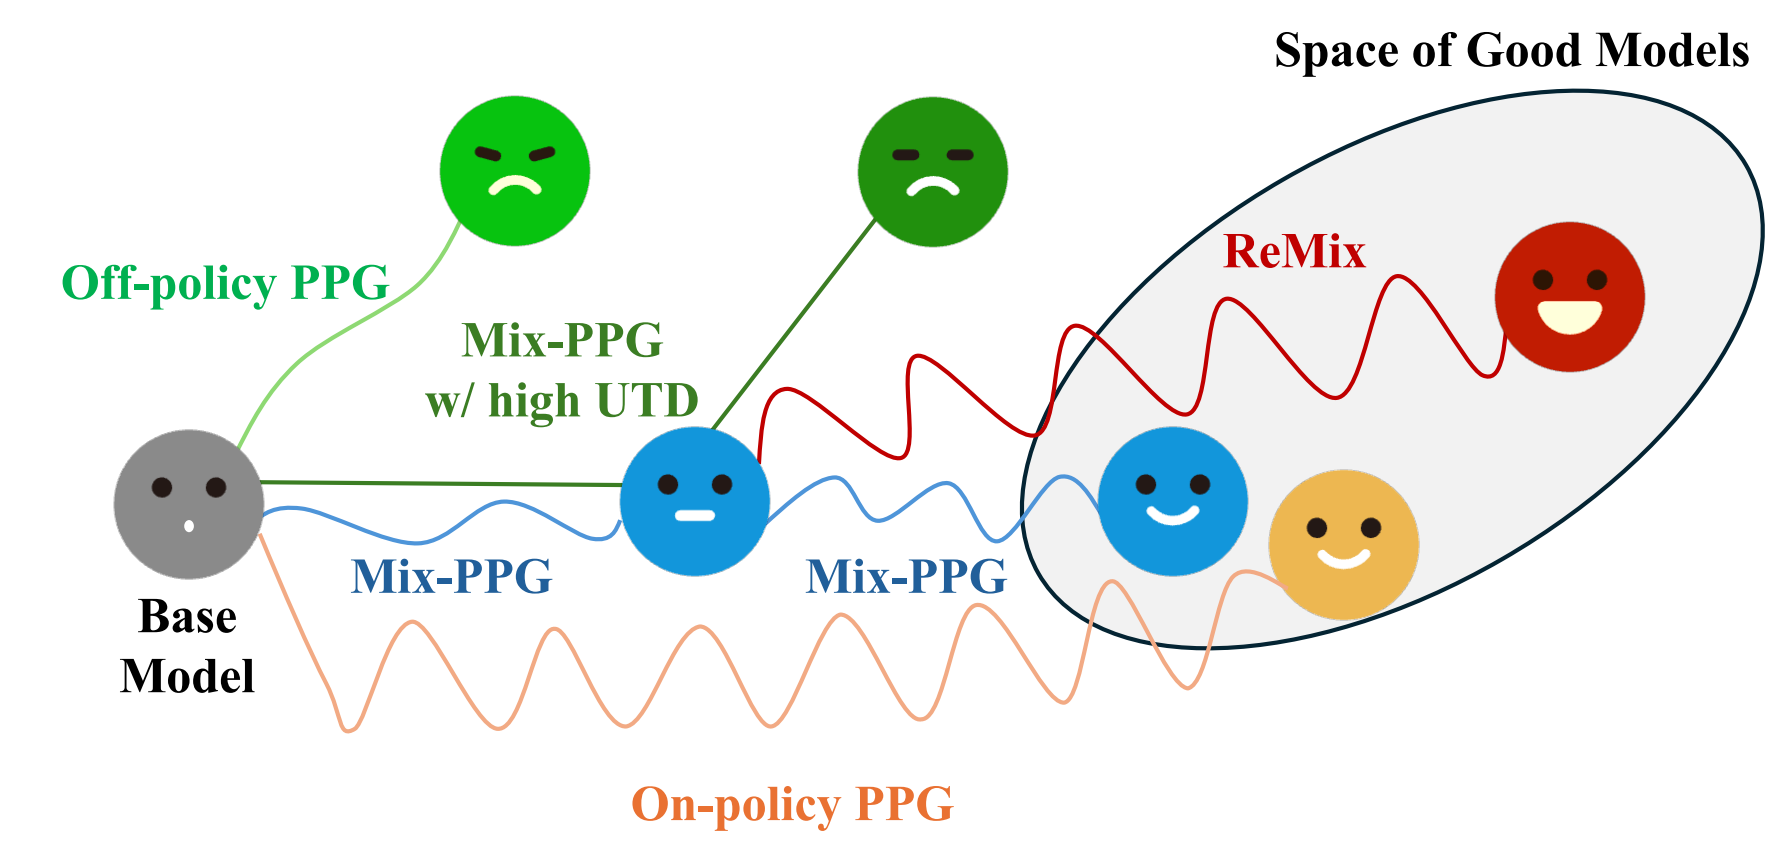 Space of Good Models
ReMix
Off-policy PPG
Mix-PPG
w/ high UTD
Mix-PPG
Mix-PPG
Base
Model
On-policy PPG